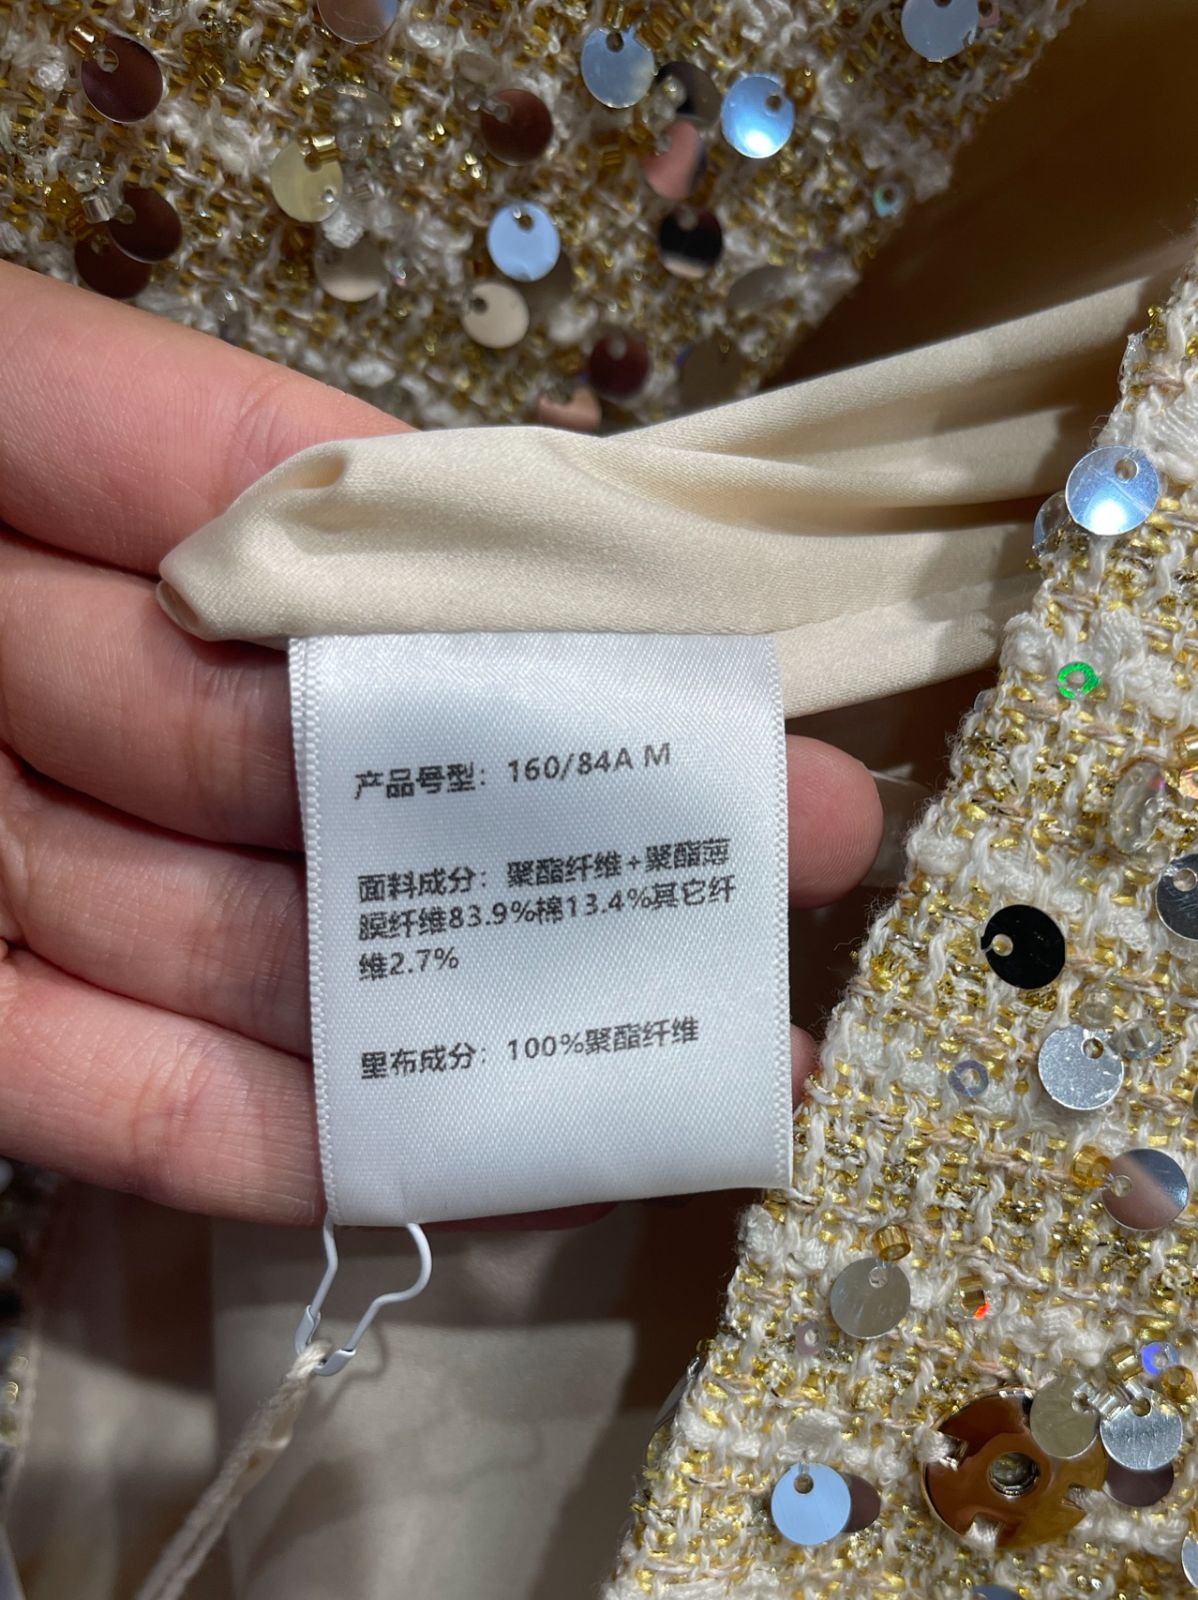 产品号型：160/84A M
面料成分：聚酯纤维+聚酯薄
膜纤维83.9%棉13.4%其它纤
维2.7%
里布成分：100%聚酯纤维